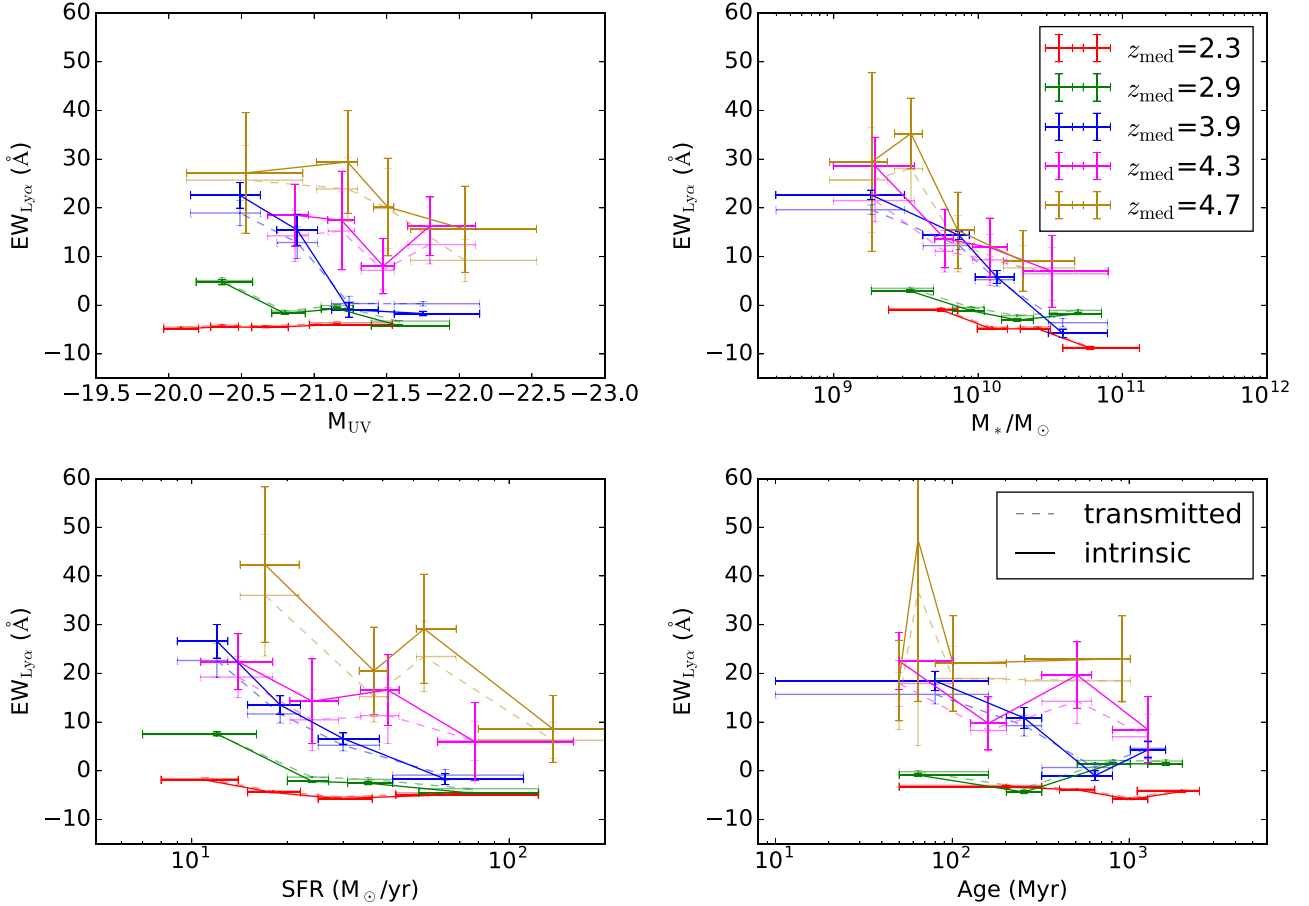 60
50
40
30
20
10
0
−10
EW_Lyα (Å)
−19.5 −20.0 −20.5 −21.0 −21.5 −22.0 −22.5 −23.0
M_UV
60
50
40
30
20
10
0
−10
EW_Lyα (Å)
10^9 10^10 10^11 10^12
M_*/M_⊙
z_med=2.3
z_med=2.9
z_med=3.9
z_med=4.3
z_med=4.7
60
50
40
30
20
10
0
−10
EW_Lyα (Å)
10^1 10^2
SFR (M_⊙/yr)
60
50
40
30
20
10
0
−10
EW_Lyα (Å)
10^1 10^2 10^3
Age (Myr)
transmitted
intrinsic